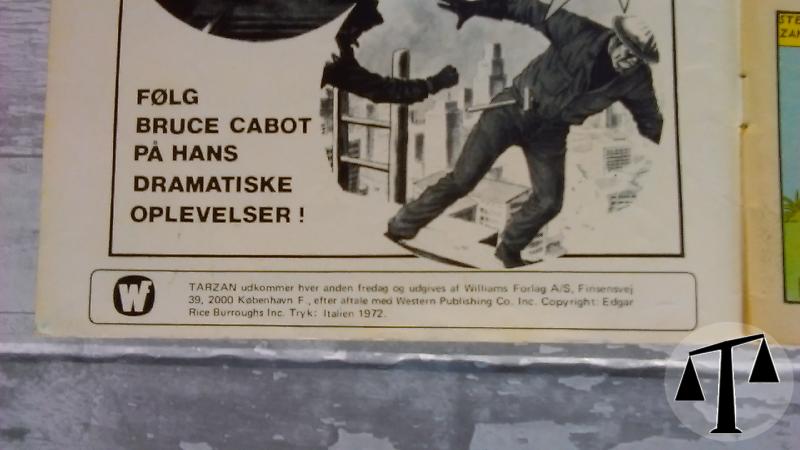 FØLG
BRUCE CABOT
PÅ HANS
DRAMATISKE
OPLEVELSER !
Wf
TARZAN udkommer hver anden fredag og udgives af Williams Forlag A/S, Finsensvej
39, 2000 København F., efter aftale med Western Publishing Co. Inc. Copyright: Edgar
Rice Burroughs Inc. Tryk: Italien 1972.